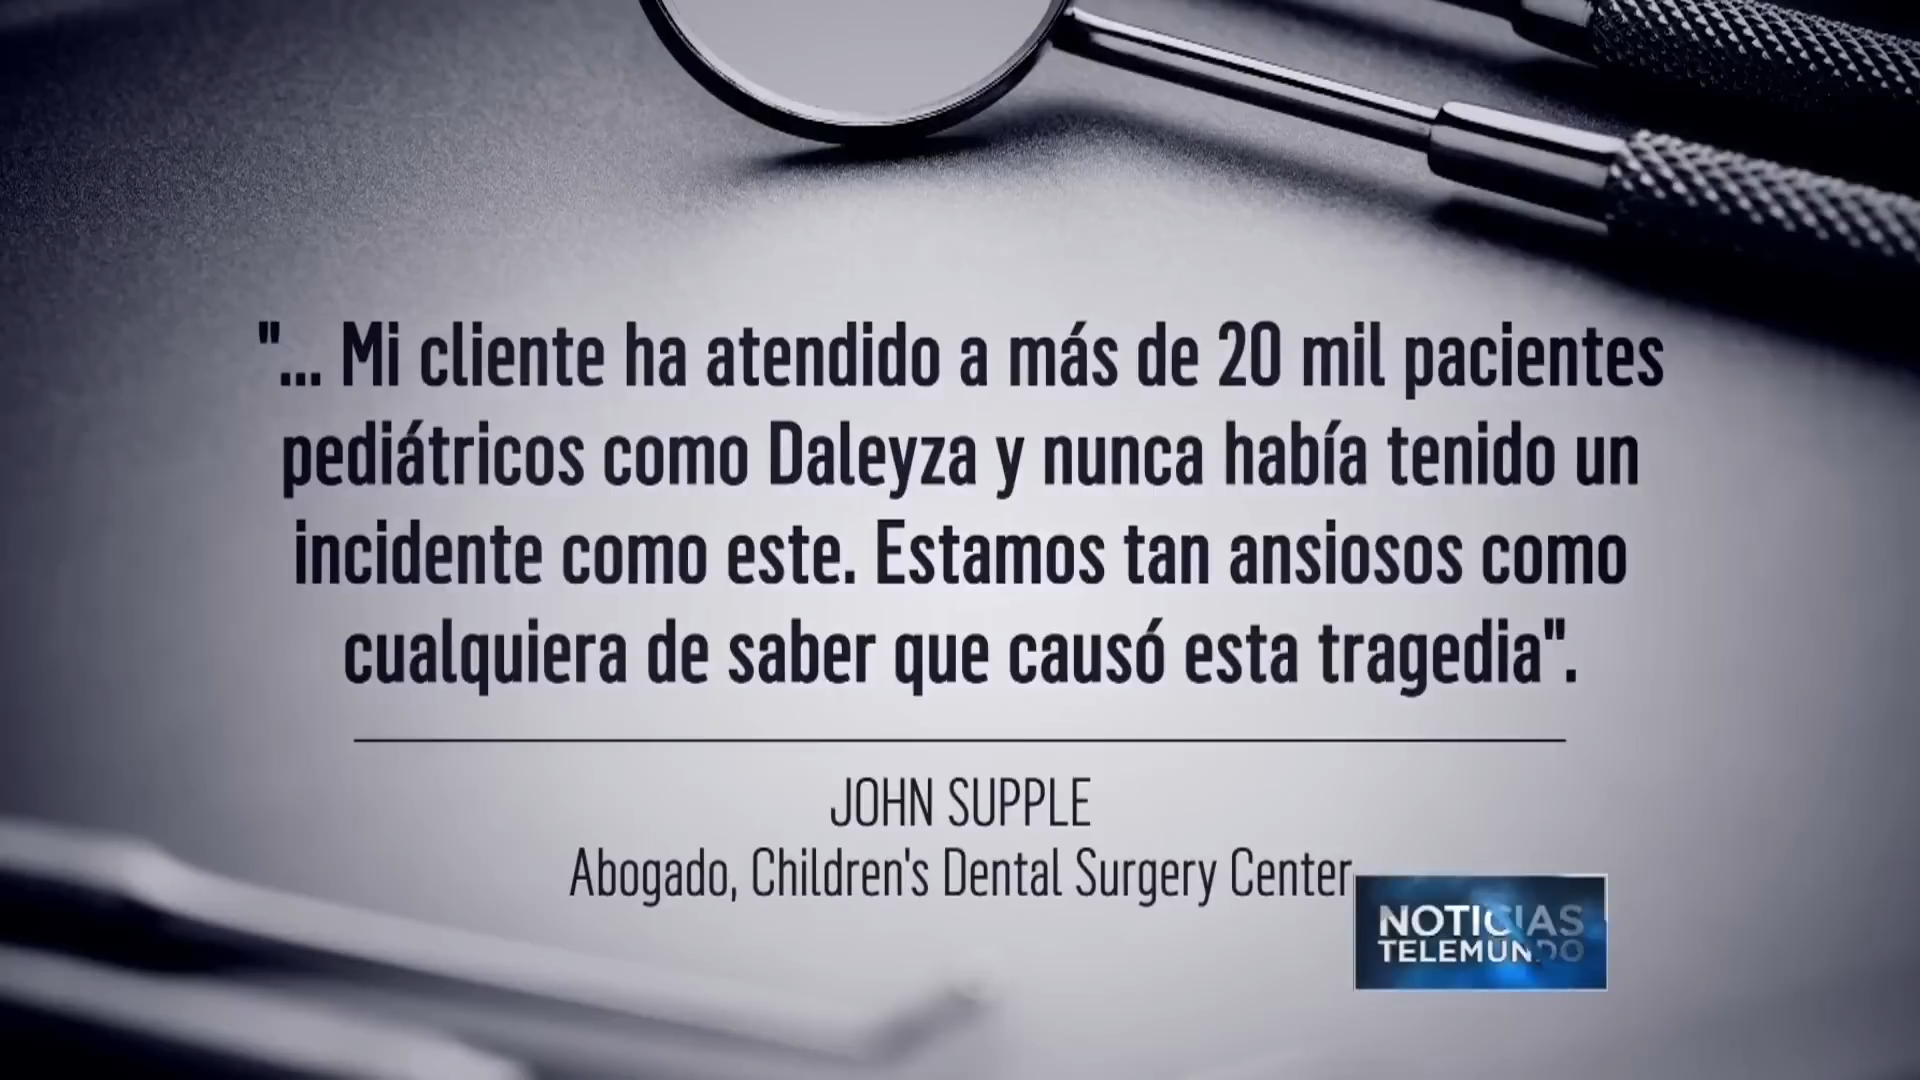 "... Mi cliente ha atendido a más de 20 mil pacientes
pediátricos como Daleyza y nunca había tenido un
incidente como este. Estamos tan ansiosos como
cualquiera de saber que causó esta tragedia".
JOHN SUPPLE
Abogado, Children's Dental Surgery Center
NOTICIAS
TELEMUNDO